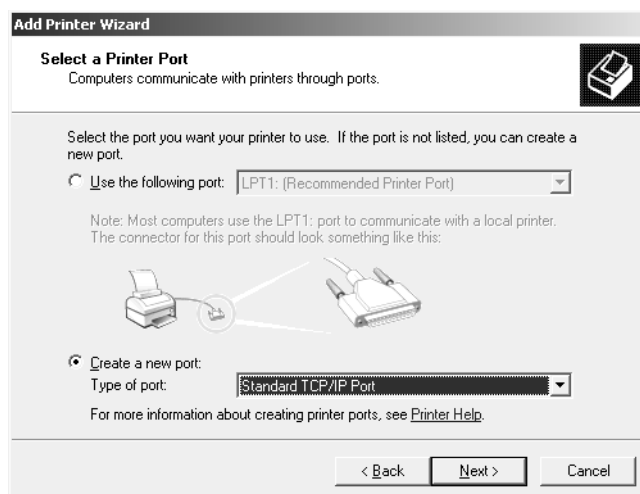 Add Printer Wizard
Select a Printer Port
Computers communicate with printers through ports.
Select the port you want your printer to use. If the port is not listed, you can create a
new port.
Use the following port: LPT1: (Recommended Printer Port)
Note: Most computers use the LPT1: port to communicate with a local printer.
The connector for this port should look something like this:
Create a new port:
Type of port: Standard TCP/IP Port
For more information about creating printer ports, see Printer Help.
< Back Next > Cancel